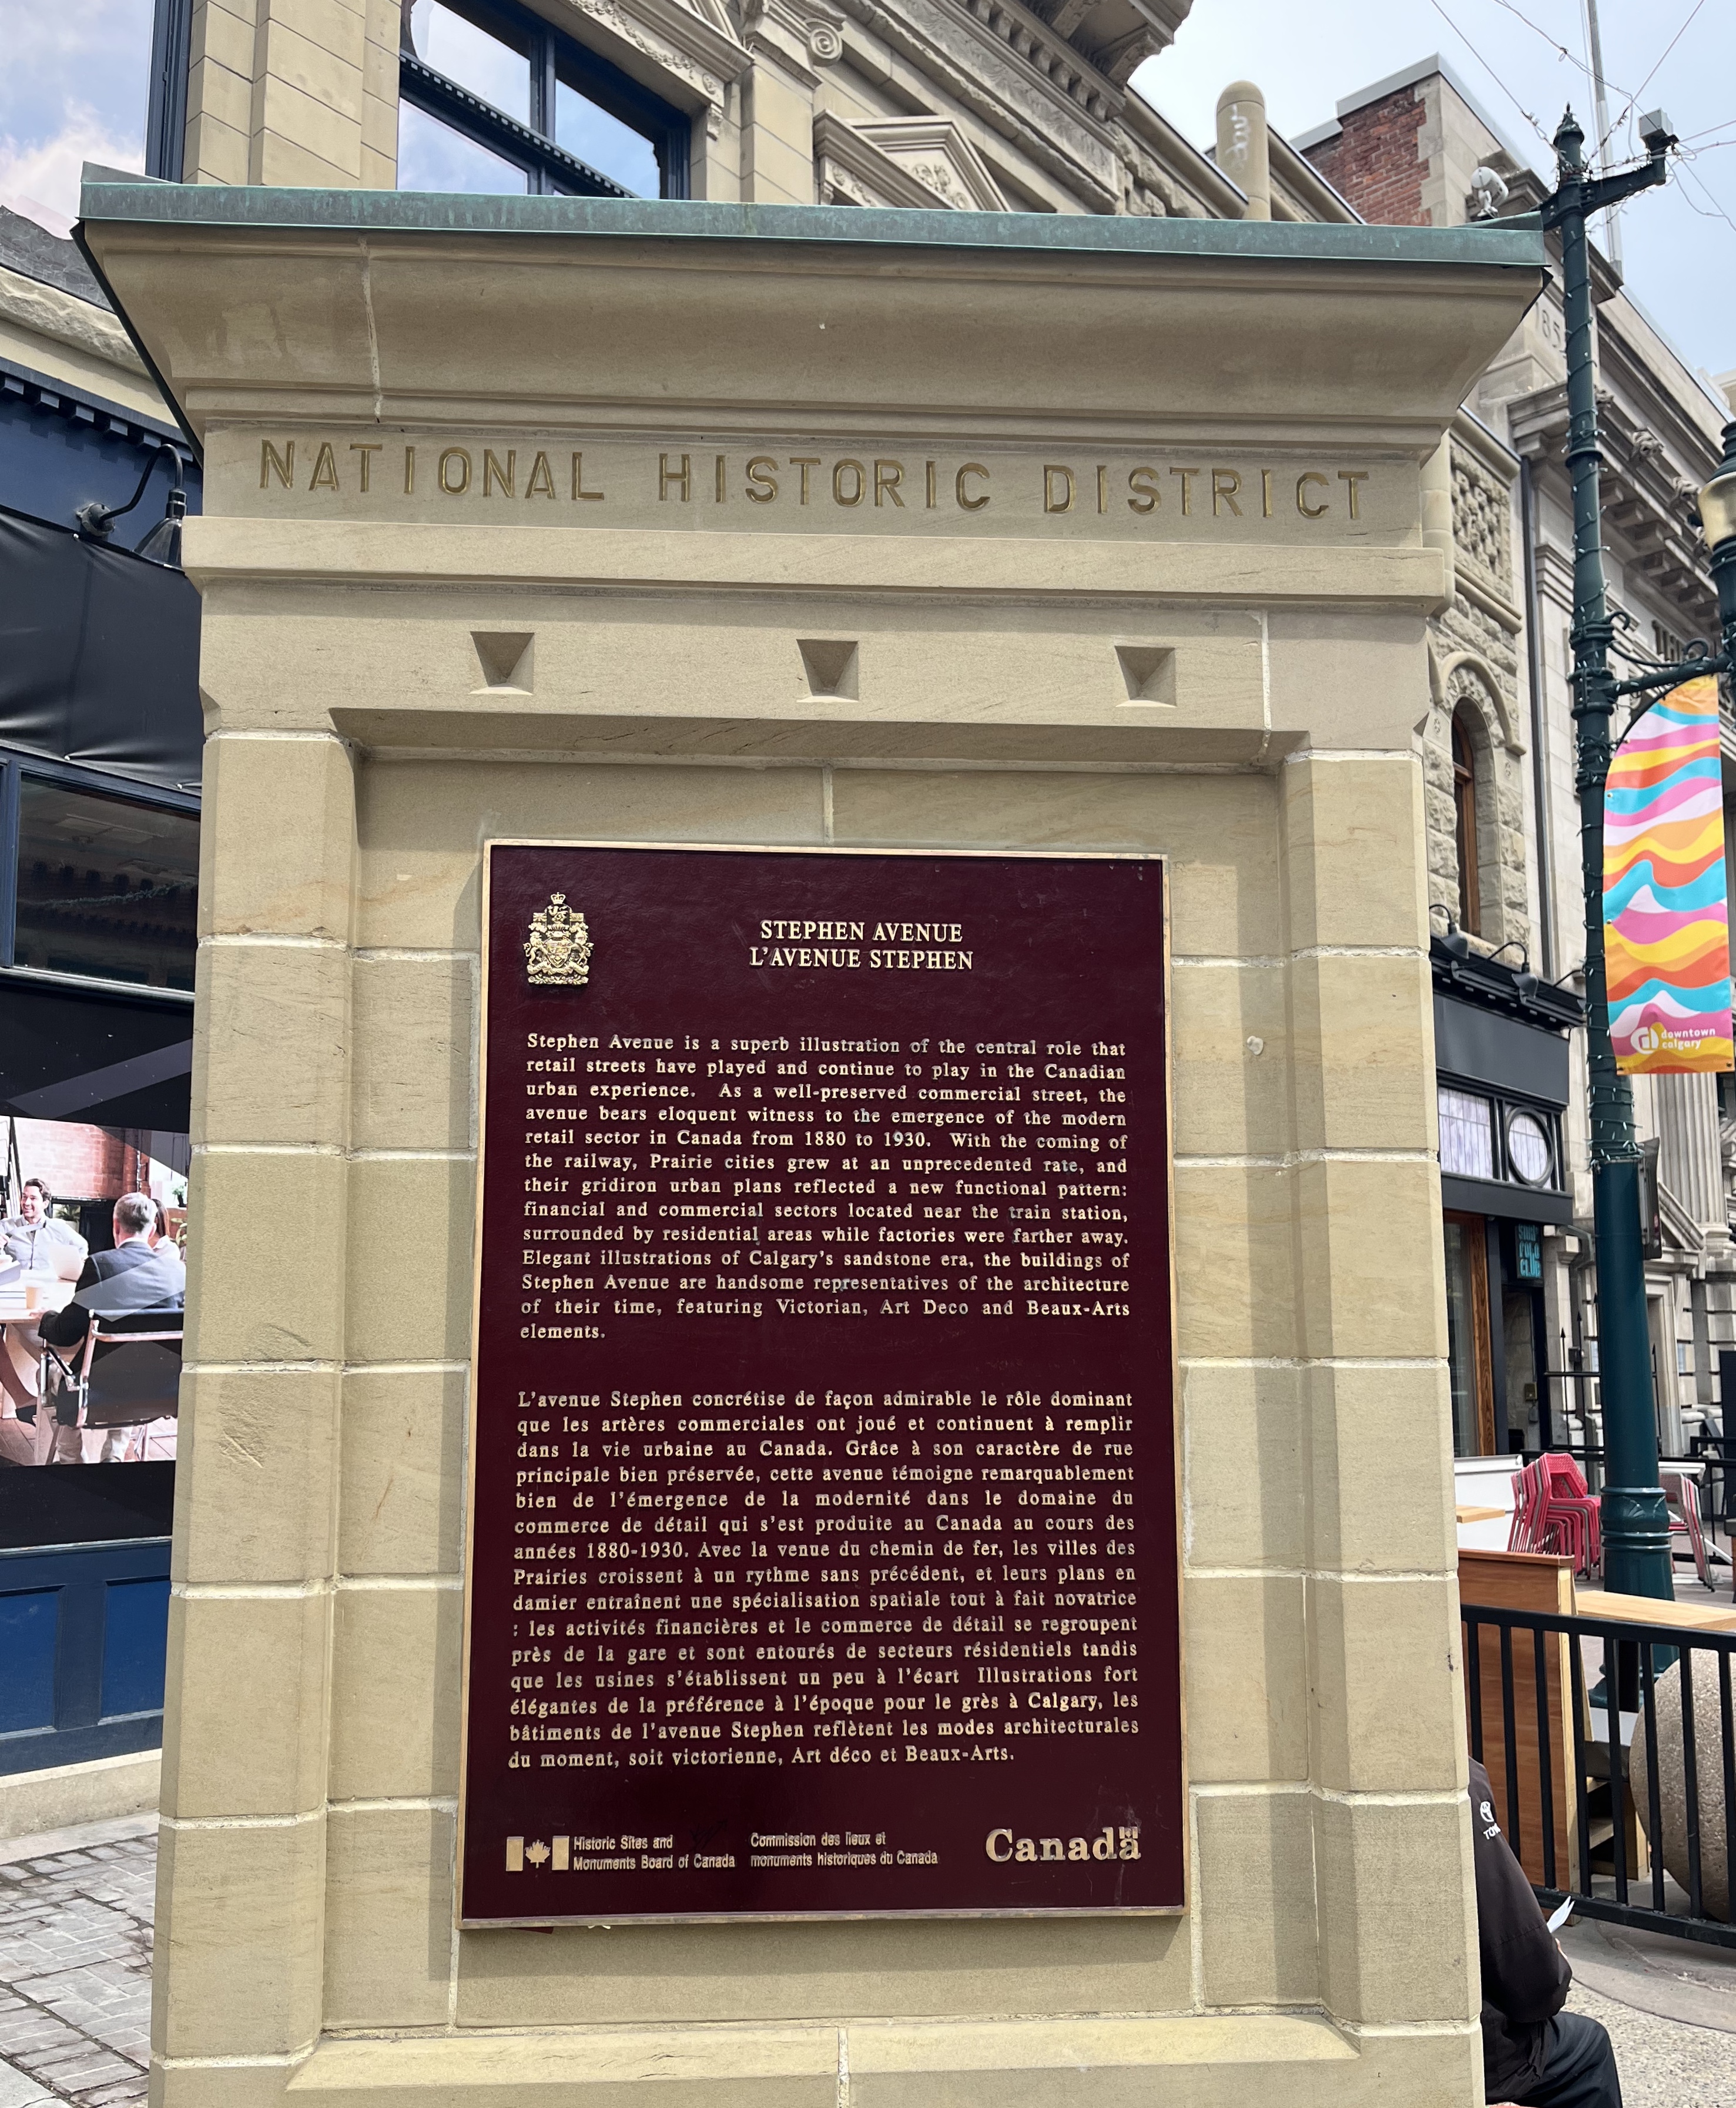 NATIONAL HISTORIC DISTRICT
STEPHEN AVENUE
L'AVENUE STEPHEN
Stephen Avenue is a superb illustration of the central role that
retail streets have played and continue to play in the Canadian
urban experience. As a well-preserved commercial street, the
avenue bears eloquent witness to the emergence of the modern
retail sector in Canada from 1880 to 1930. With the coming of
the railway, Prairie cities grew at an unprecedented rate, and
their gridiron urban plans reflected a new functional pattern:
financial and commercial sectors located near the train station,
surrounded by residential areas while factories were farther away.
Elegant illustrations of Calgary's sandstone era, the buildings of
Stephen Avenue are handsome representatives of the architecture
of their time, featuring Victorian, Art Deco and Beaux-Arts
elements.
L'avenue Stephen concrétise de façon admirable le rôle dominant
que les artères commerciales ont joué et continuent à remplir
dans la vie urbaine au Canada. Grâce à son caractère de rue
principale bien préservée, cette avenue témoigne remarquablement
bien de l'émergence de la modernité dans le domaine du
commerce de détail qui s'est produite au Canada au cours des
années 1880-1930. Avec la venue du chemin de fer, les villes des
Prairies croissent à un rythme sans précédent, et leurs plans en
damier entraînent une spécialisation spatiale tout à fait novatrice
: les activités financières et le commerce de détail se regroupent
près de la gare et sont entourés de secteurs résidentiels tandis
que les usines s'établissent un peu à l'écart Illustrations fort
élégantes de la préférence à l'époque pour le grès à Calgary, les
bâtiments de l'avenue Stephen reflètent les modes architecturales
du moment, soit victorienne, Art déco et Beaux-Arts.
Historic Sites and
Monuments Board of Canada
Commission des lieux et
monuments historiques du Canada
Canada
downtown
calgary